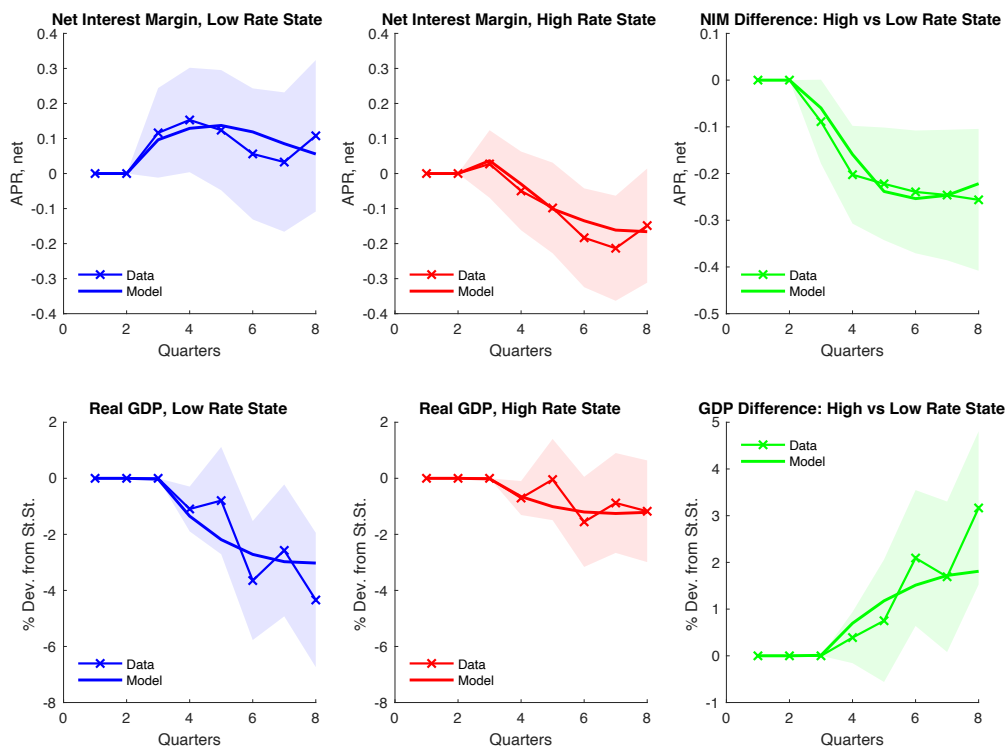 Net Interest Margin, Low Rate State
0.4
0.3
0.2
0.1
0
-0.1
-0.2
-0.3
-0.4
APR, net
Data
Model
0 2 4 6 8
Quarters
Net Interest Margin, High Rate State
0.4
0.3
0.2
0.1
0
-0.1
-0.2
-0.3
-0.4
APR, net
Data
Model
0 2 4 6 8
Quarters
NIM Difference: High vs Low Rate State
0.1
0
-0.1
-0.2
-0.3
-0.4
-0.5
APR, net
Data
Model
0 2 4 6 8
Quarters
Real GDP, Low Rate State
2
0
-2
-4
-6
-8
% Dev. from St.St.
Data
Model
0 2 4 6 8
Quarters
Real GDP, High Rate State
2
0
-2
-4
-6
-8
% Dev. from St.St.
Data
Model
0 2 4 6 8
Quarters
GDP Difference: High vs Low Rate State
5
4
3
2
1
0
-1
% Dev. from St.St.
Data
Model
0 2 4 6 8
Quarters